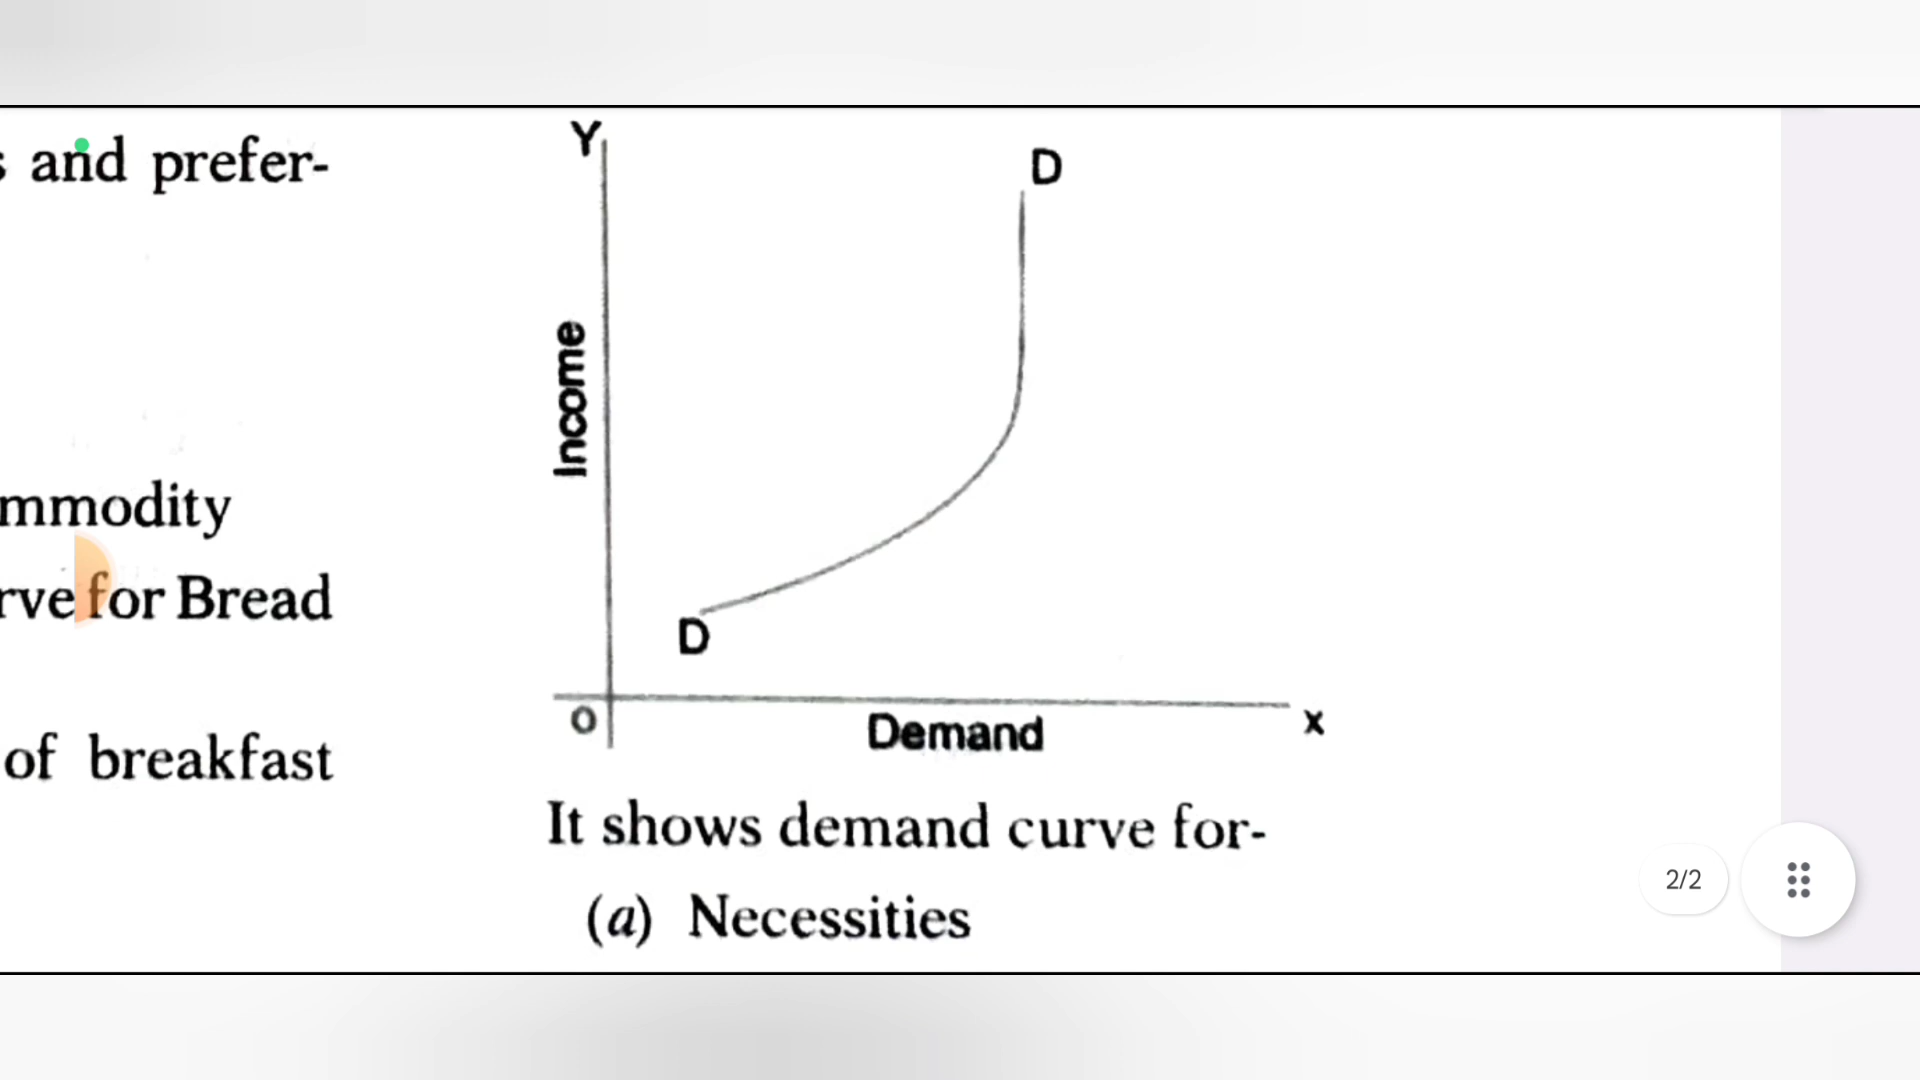 and prefer-
mmodity
rve for Bread
of breakfast
Y
D
Income
D
O
Demand
x
It shows demand curve for-
(a) Necessities
2/2